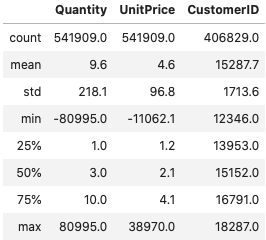 Quantity UnitPrice CustomerID
count 541909.0 541909.0 406829.0
mean 9.6 4.6 15287.7
std 218.1 96.8 1713.6
min -80995.0 -11062.1 12346.0
25% 1.0 1.2 13953.0
50% 3.0 2.1 15152.0
75% 10.0 4.1 16791.0
max 80995.0 38970.0 18287.0